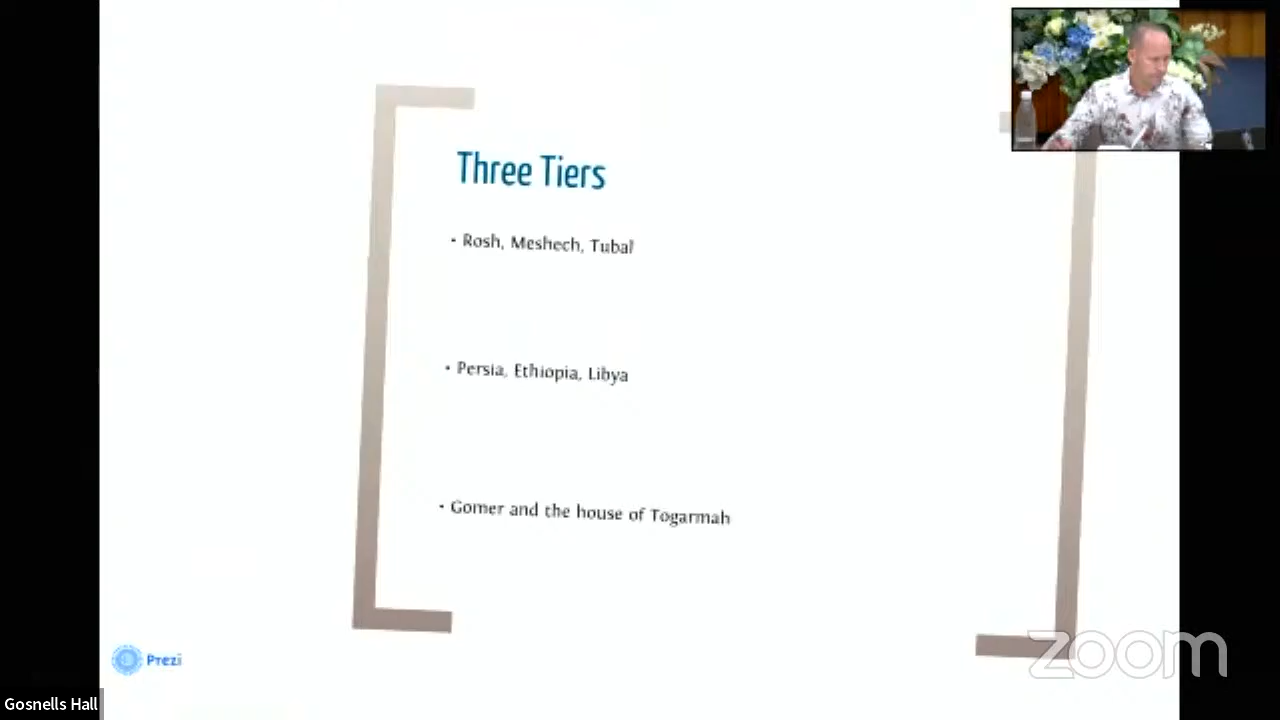 Three Tiers
• Rosh, Meshech, Tubal
• Persia, Ethiopia, Libya
• Gomer and the house of Togarmah
Prezi
zoom
Gosnells Hall